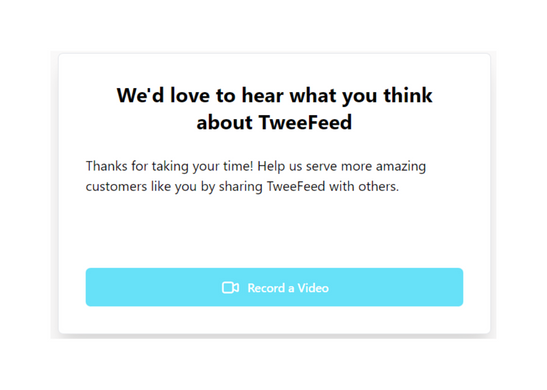 We'd love to hear what you think
about TweeFeed
Thanks for taking your time! Help us serve more amazing
customers like you by sharing TweeFeed with others.
Record a Video